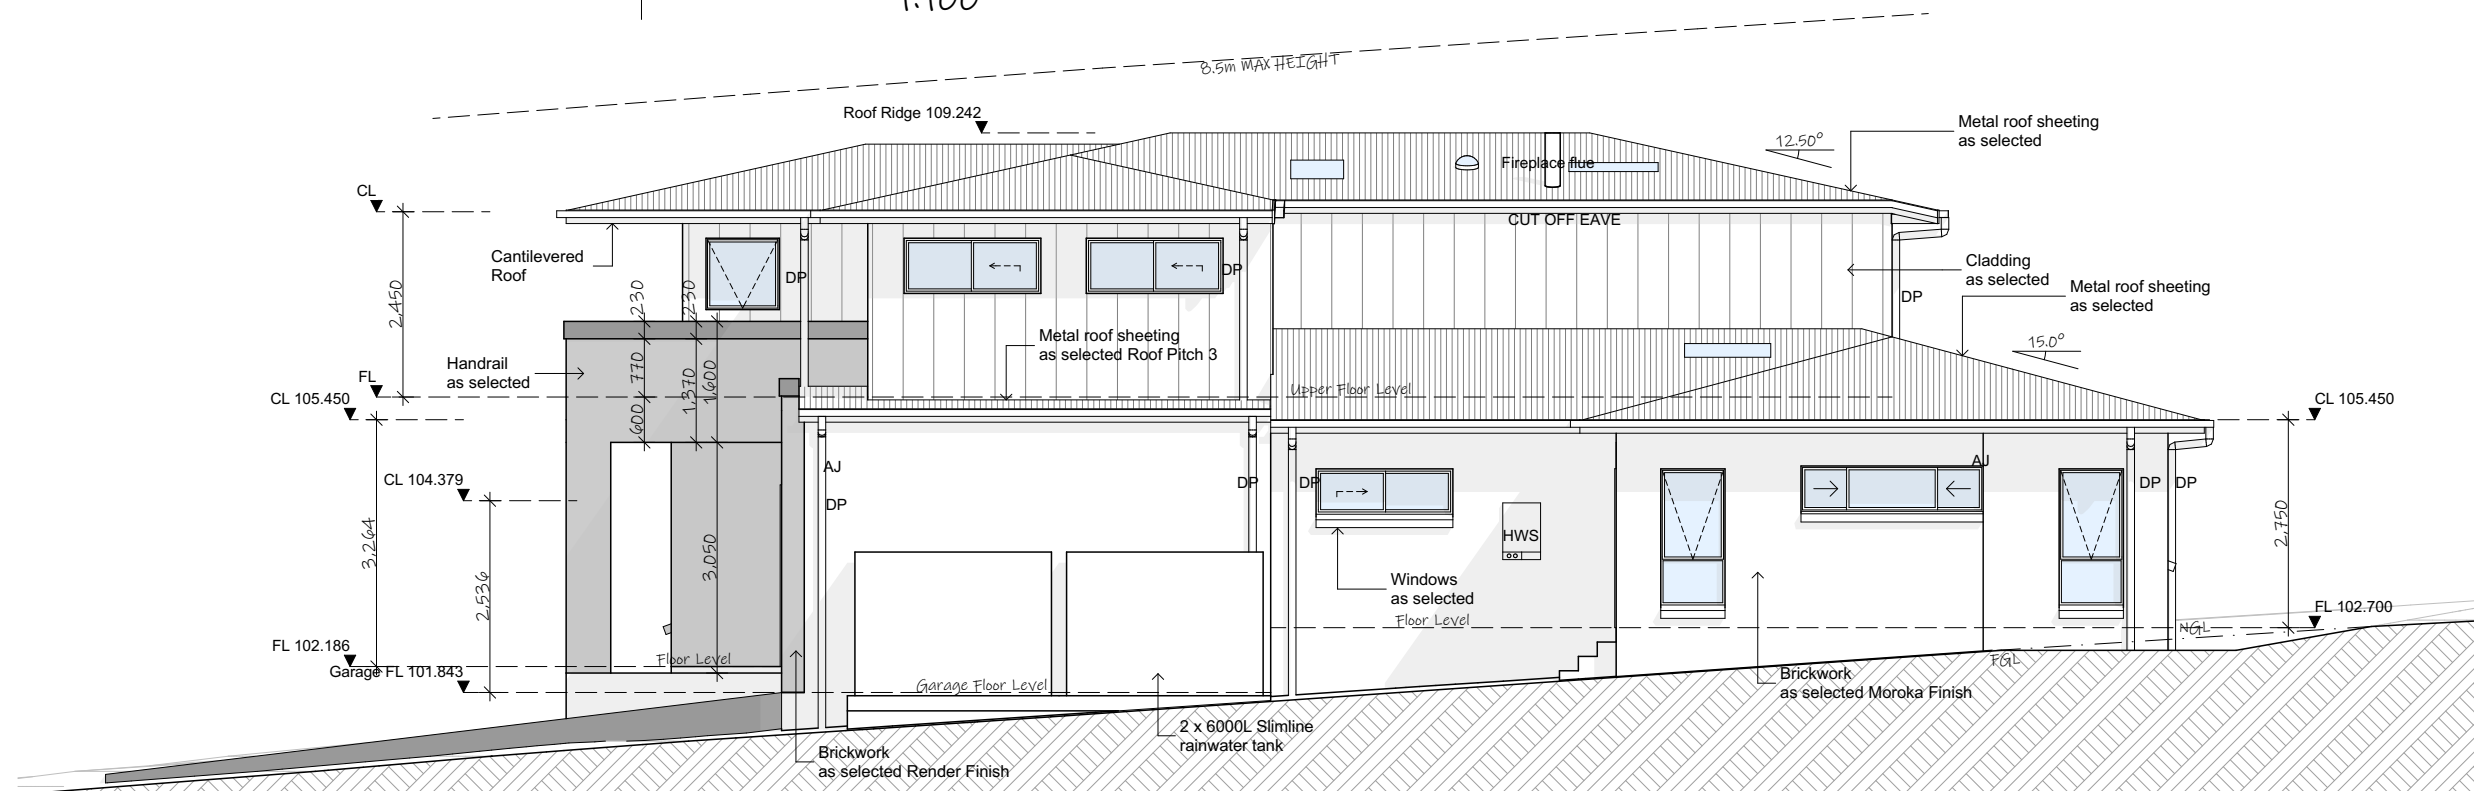 1:100
8.5m MAX HEIGHT
Roof Ridge 109.242
Metal roof sheeting
as selected
12.50°
Fireplace flue
CL
CUT OFF EAVE
Cantilevered
Roof
DP
DP
Cladding
as selected
DP
Metal roof sheeting
as selected
2,450
230
230
Metal roof sheeting
as selected Roof Pitch 3
15.0°
Handrail
as selected
770
1,370
1,600
600
FL
Upper Floor Level
CL 105.450
CL 105.450
AJ
AJ
CL 104.379
DP
DP
DP
DP
DP
DP
3,264
2,536
3,050
HWS
2,750
Windows
as selected
FL 102.700
Floor Level
NGL
FL 102.186
Floor Level
FGL
Garage FL 101.843
Garage Floor Level
Brickwork
as selected Moroka Finish
2 x 6000L Slimline
rainwater tank
Brickwork
as selected Render Finish